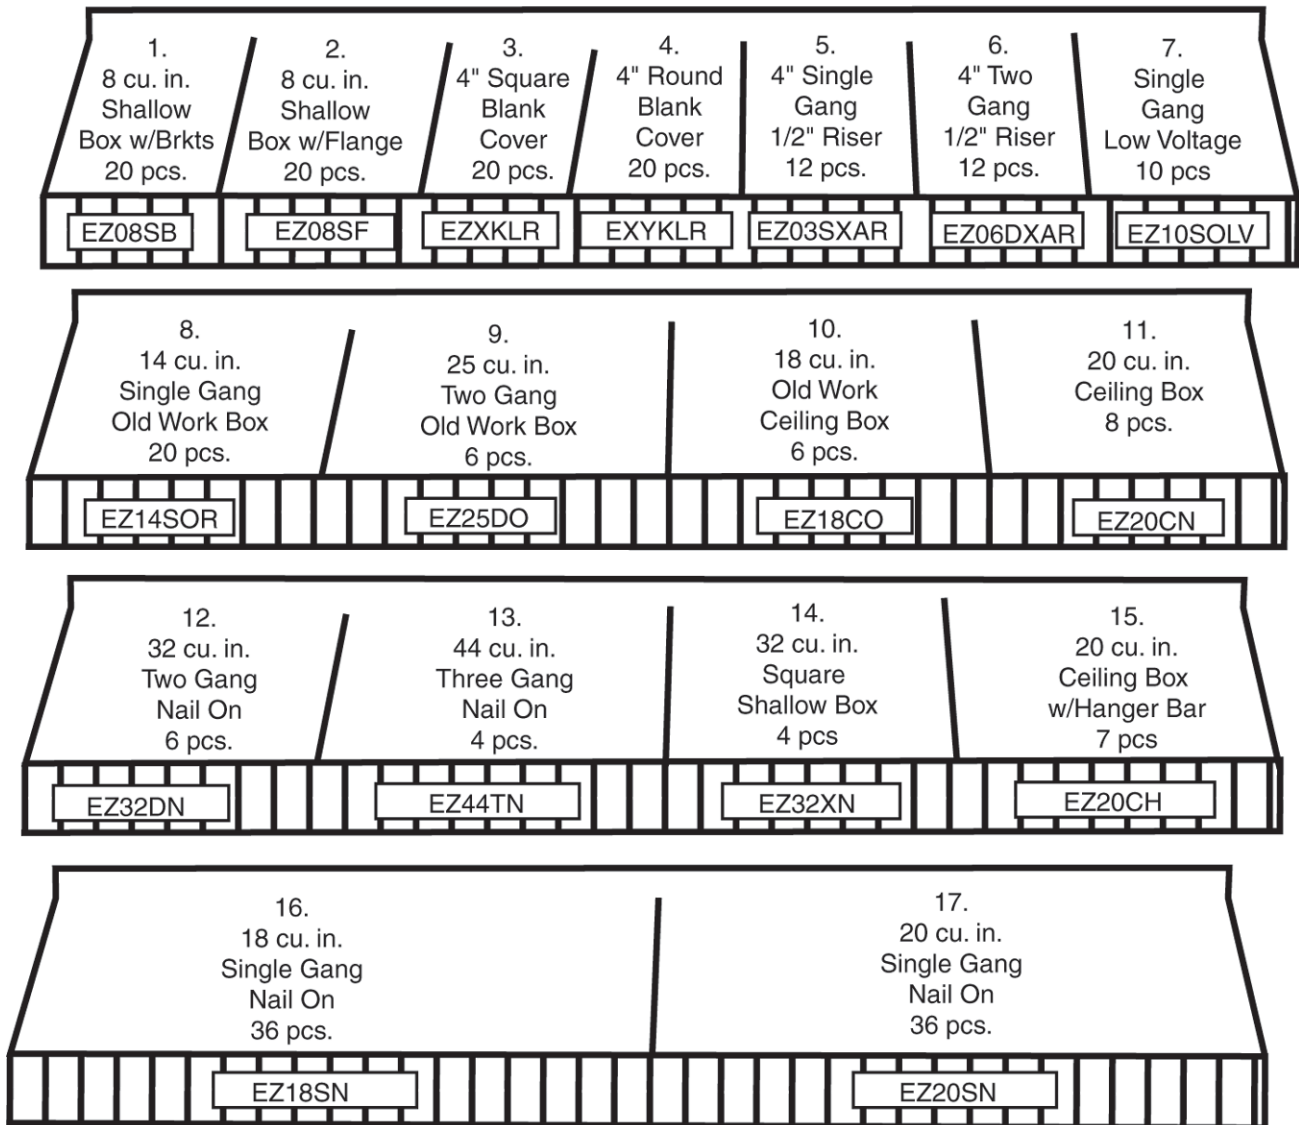 1.
8 cu. in.
Shallow
Box w/Brkts
20 pcs.
2.
8 cu. in.
Shallow
Box w/Flange
20 pcs.
3.
4" Square
Blank
Cover
20 pcs.
4.
4" Round
Blank
Cover
20 pcs.
5.
4" Single
Gang
1/2" Riser
12 pcs.
6.
4" Two
Gang
1/2" Riser
12 pcs.
7.
Single
Gang
Low Voltage
10 pcs
EZ08SB
EZ08SF
EZXKLR
EXYKLR
EZ03SXAR
EZ06DXAR
EZ10SOLV
8.
14 cu. in.
Single Gang
Old Work Box
20 pcs.
9.
25 cu. in.
Two Gang
Old Work Box
6 pcs.
10.
18 cu. in.
Old Work
Ceiling Box
6 pcs.
11.
20 cu. in.
Ceiling Box
8 pcs.
EZ14SOR
EZ25DO
EZ18CO
EZ20CN
12.
32 cu. in.
Two Gang
Nail On
6 pcs.
13.
44 cu. in.
Three Gang
Nail On
4 pcs.
14.
32 cu. in.
Square
Shallow Box
4 pcs
15.
20 cu. in.
Ceiling Box
w/Hanger Bar
7 pcs
EZ32DN
EZ44TN
EZ32XN
EZ20CH
16.
18 cu. in.
Single Gang
Nail On
36 pcs.
17.
20 cu. in.
Single Gang
Nail On
36 pcs.
EZ18SN
EZ20SN